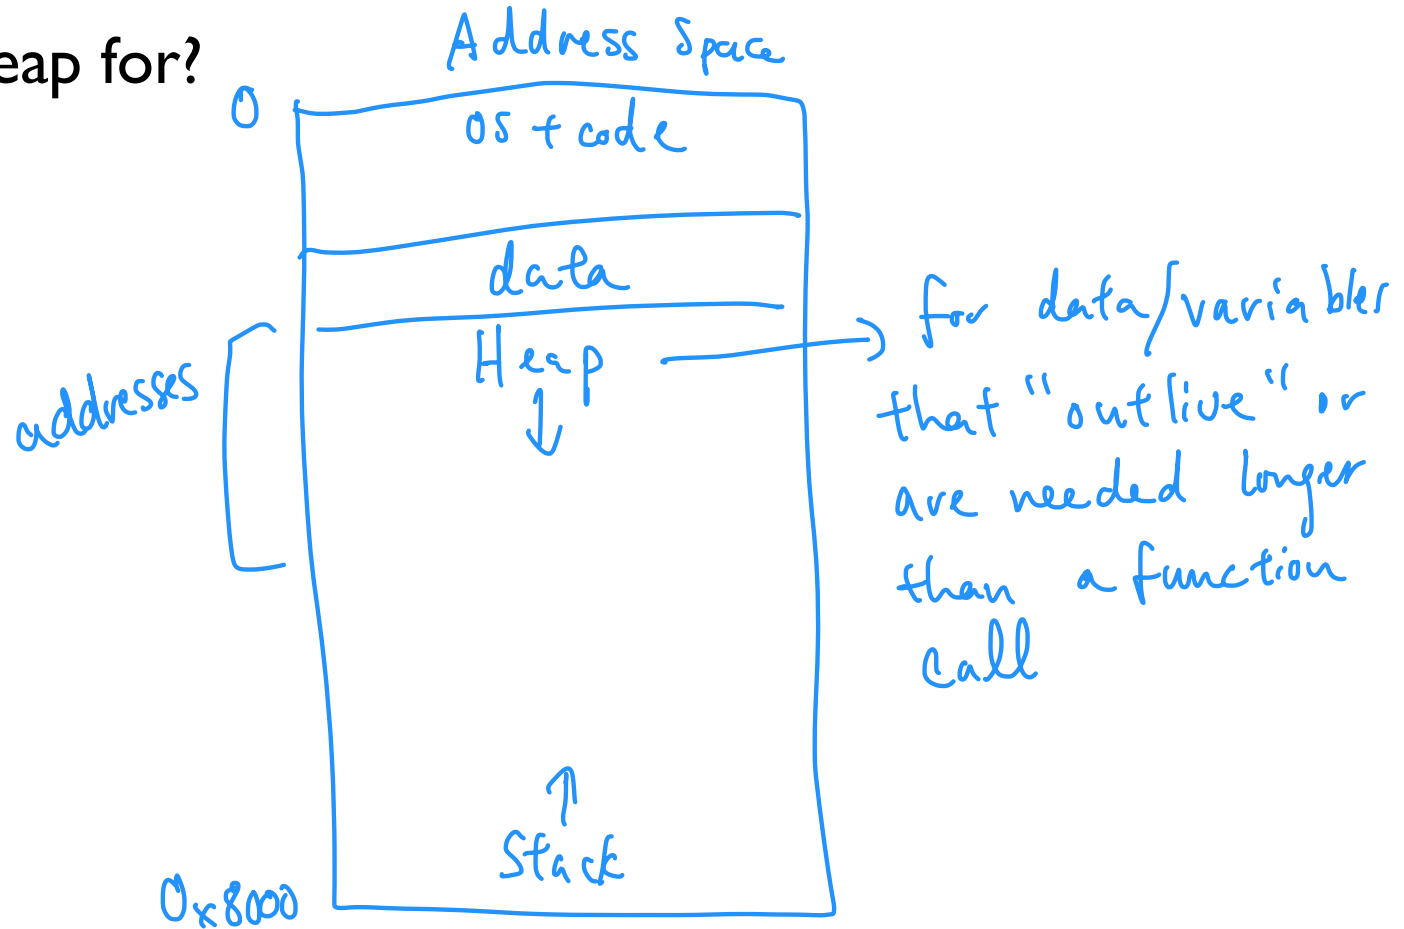 eap for?
Address Space
0
OS + code
data
Heap
for data/variables
that "outlive" or
are needed longer
than a function
call
addresses
Stack
0x8000